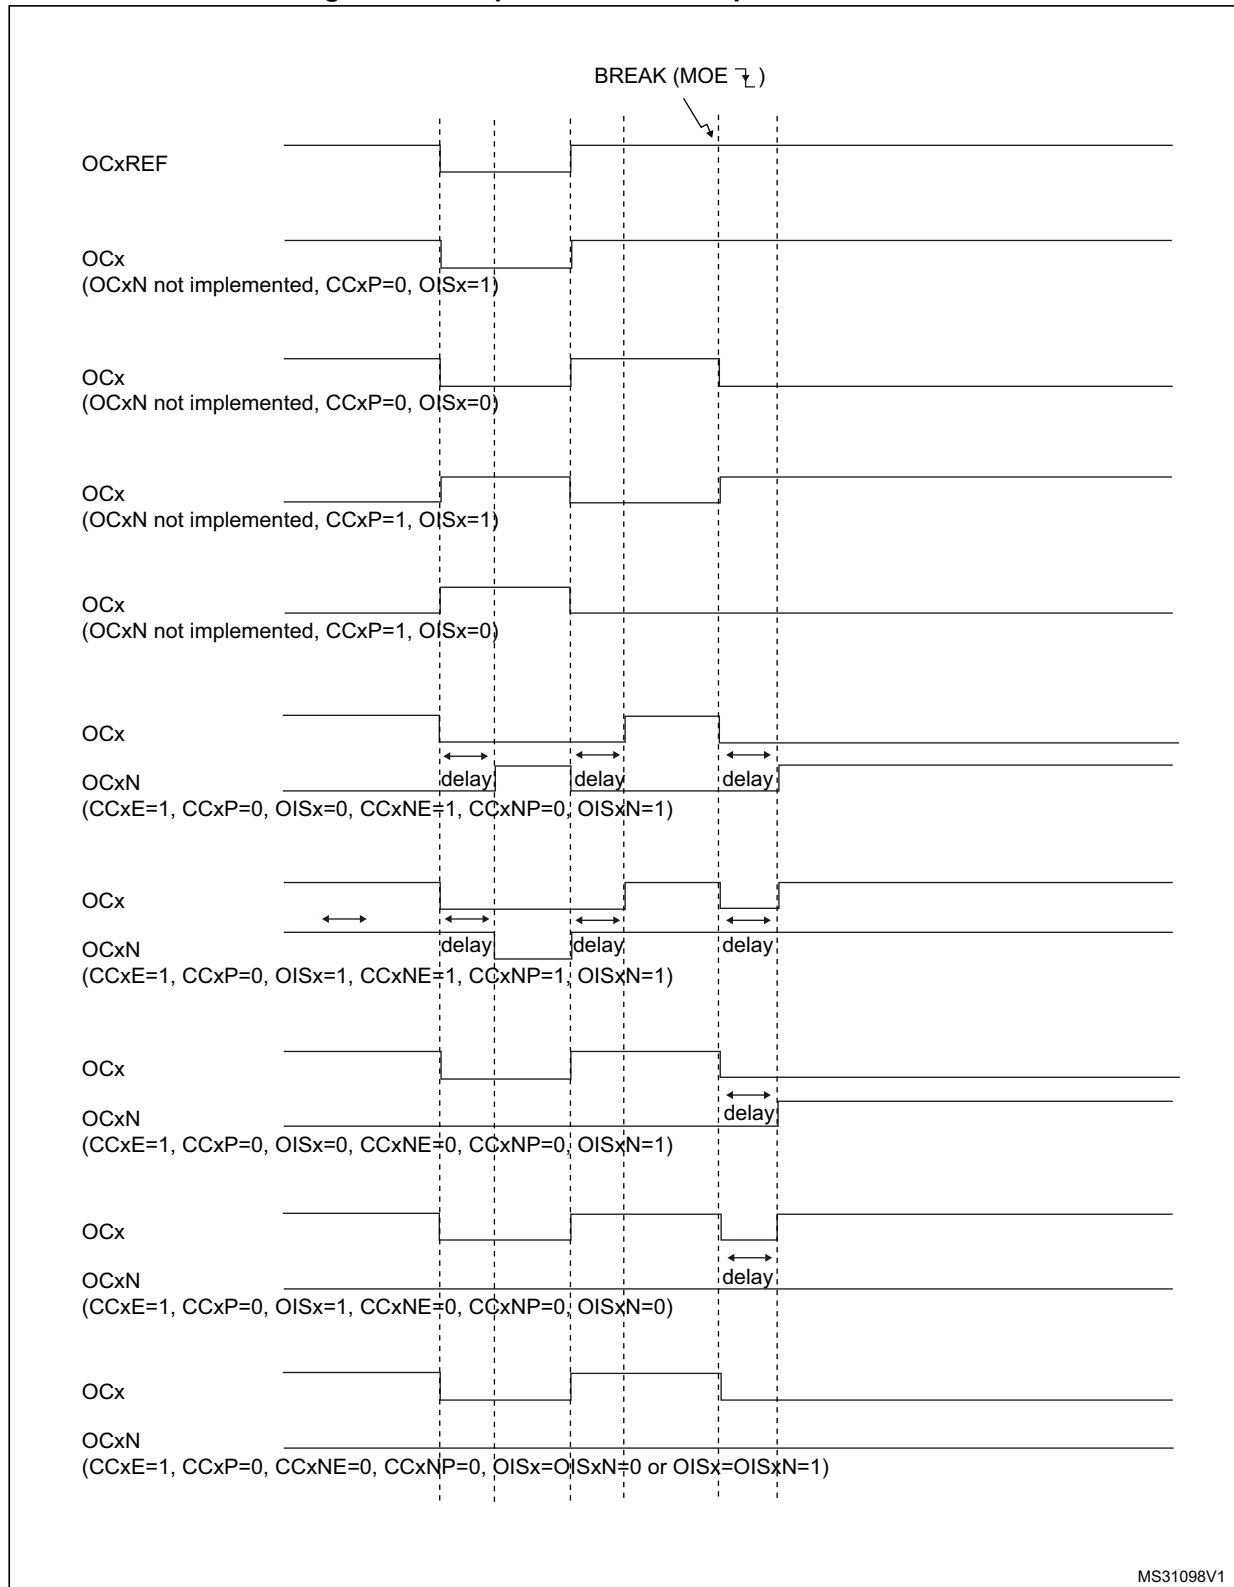 BREAK (MOE )
OCxREF
OCx
(OCxN not implemented, CCxP=0, OISx=1)
OCx
(OCxN not implemented, CCxP=0, OISx=0)
OCx
(OCxN not implemented, CCxP=1, OISx=1)
OCx
(OCxN not implemented, CCxP=1, OISx=0)
OCx
OCxN delay delay delay
(CCxE=1, CCxP=0, OISx=0, CCxNE=1, CCxNP=0, OISxN=1)
OCx
OCxN delay delay delay
(CCxE=1, CCxP=0, OISx=1, CCxNE=1, CCxNP=1, OISxN=1)
OCx
OCxN delay
(CCxE=1, CCxP=0, OISx=0, CCxNE=0, CCxNP=0, OISxN=1)
OCx
OCxN delay
(CCxE=1, CCxP=0, OISx=1, CCxNE=0, CCxNP=0, OISxN=0)
OCx
OCxN
(CCxE=1, CCxP=0, CCxNE=0, CCxNP=0, OISx=OISxN=0 or OISx=OISxN=1)
MS31098V1